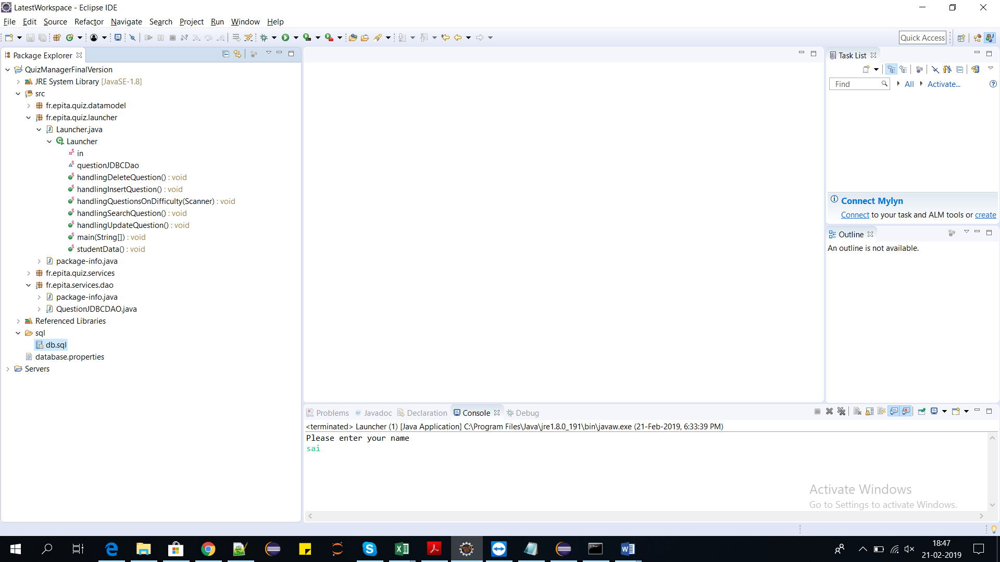 LatestWorkspace - Eclipse IDE
File Edit Source Refactor Navigate Search Project Run Window Help
Quick Access
Package Explorer
QuizManagerFinalVersion
JRE System Library [JavaSE-1.8]
src
fr.epita.quiz.datamodel
fr.epita.quiz.launcher
Launcher.java
Launcher
in
questionJDBCDao
handlingDeleteQuestion() : void
handlingInsertQuestion() : void
handlingQuestionsOnDifficulty(Scanner) : void
handlingSearchQuestion() : void
handlingUpdateQuestion() : void
main(String[]) : void
studentData() : void
package-info.java
fr.epita.quiz.services
fr.epita.services.dao
package-info.java
QuestionJDBCDAO.java
Referenced Libraries
sql
db.sql
database.properties
Servers
Task List
Find All Activate...
Connect Mylyn
Connect to your task and ALM tools or create
Outline
An outline is not available.
Problems Javadoc Declaration Console Debug
<terminated> Launcher (1) [Java Application] C:\Program Files\Java\jre1.8.0_191\bin\javaw.exe (21-Feb-2019, 6:33:39 PM)
Please enter your name
sai
Activate Windows
Go to Settings to activate Windows.
18:47
21-02-2019